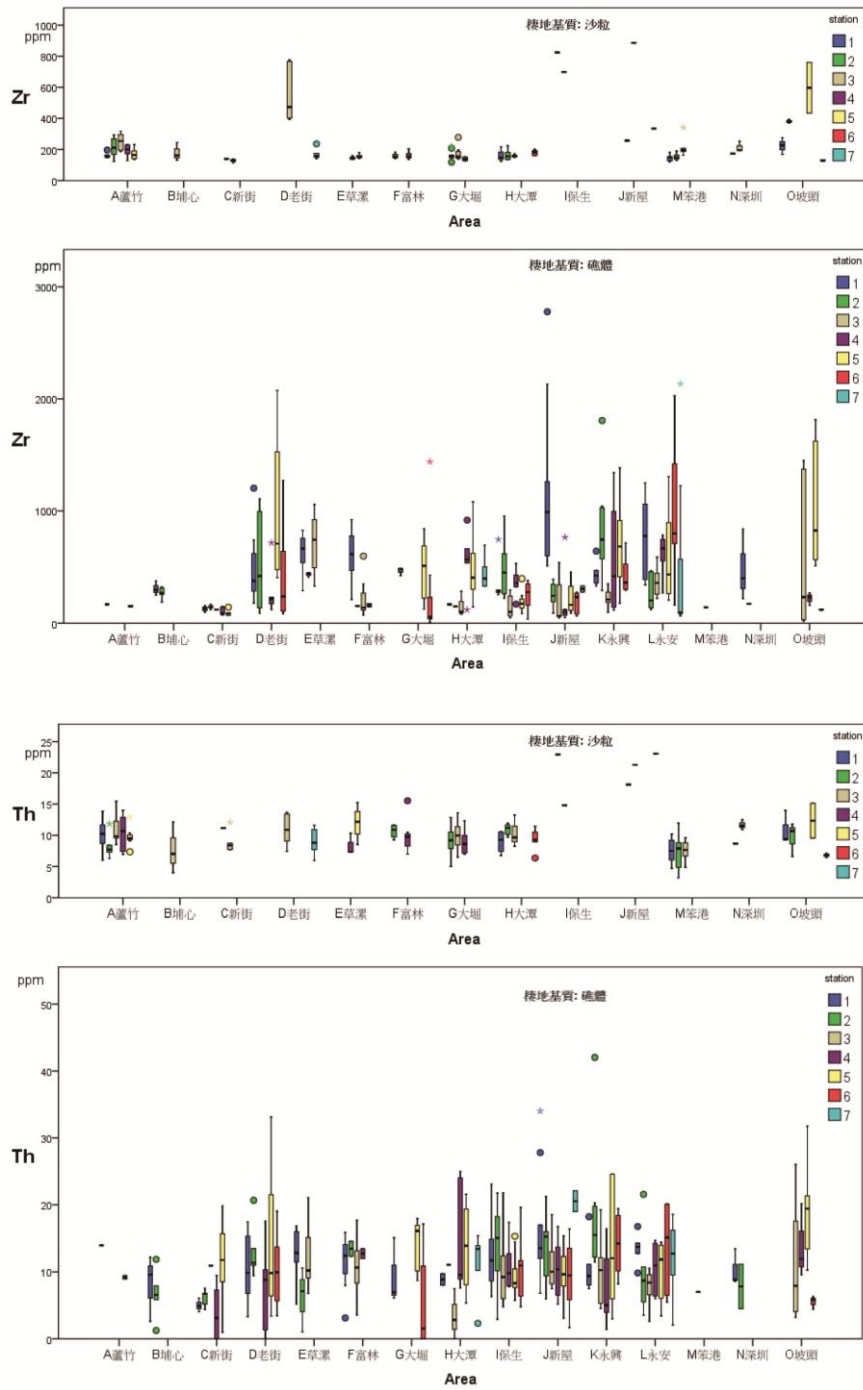 棲地基質: 沙粒
ppm
Zr
1000
800
600
400
200
0
station
1
2
3
4
5
6
7
A蘆竹 B埔心 C新街 D老街 E草漯 F富林 G大堀 H大潭 I保生 J新屋 M笨港 N深圳 O坡頭
Area
棲地基質: 礁體
ppm
Zr
3000
2000
1000
0
station
1
2
3
4
5
6
7
A蘆竹 B埔心 C新街 D老街 E草漯 F富林 G大堀 H大潭 I保生 J新屋 K永興 L永安 M笨港 N深圳 O坡頭
Area
棲地基質: 沙粒
ppm
Th
25
20
15
10
5
0
station
1
2
3
4
5
6
7
A蘆竹 B埔心 C新街 D老街 E草漯 F富林 G大堀 H大潭 I保生 J新屋 M笨港 N深圳 O坡頭
Area
棲地基質: 礁體
ppm
Th
50
40
30
20
10
0
station
1
2
3
4
5
6
7
A蘆竹 B埔心 C新街 D老街 E草漯 F富林 G大堀 H大潭 I保生 J新屋 K永興 L永安 M笨港 N深圳 O坡頭
Area